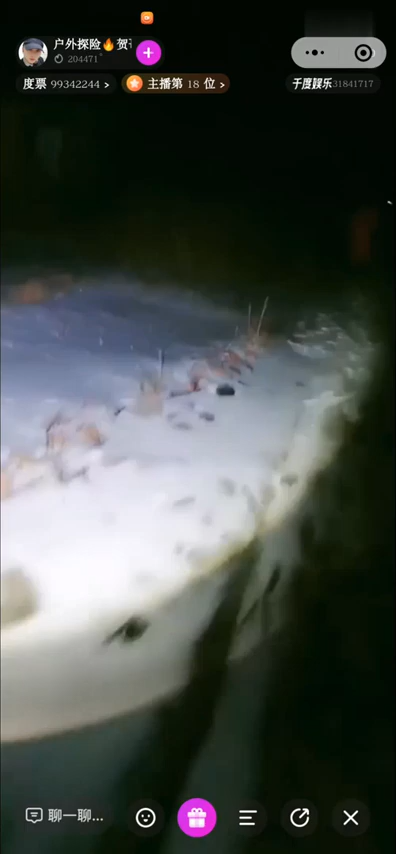 户外探险🔥贺
204471
度票 99342244 >
主播第 18 位 >
千度娱乐31841717
聊一聊...